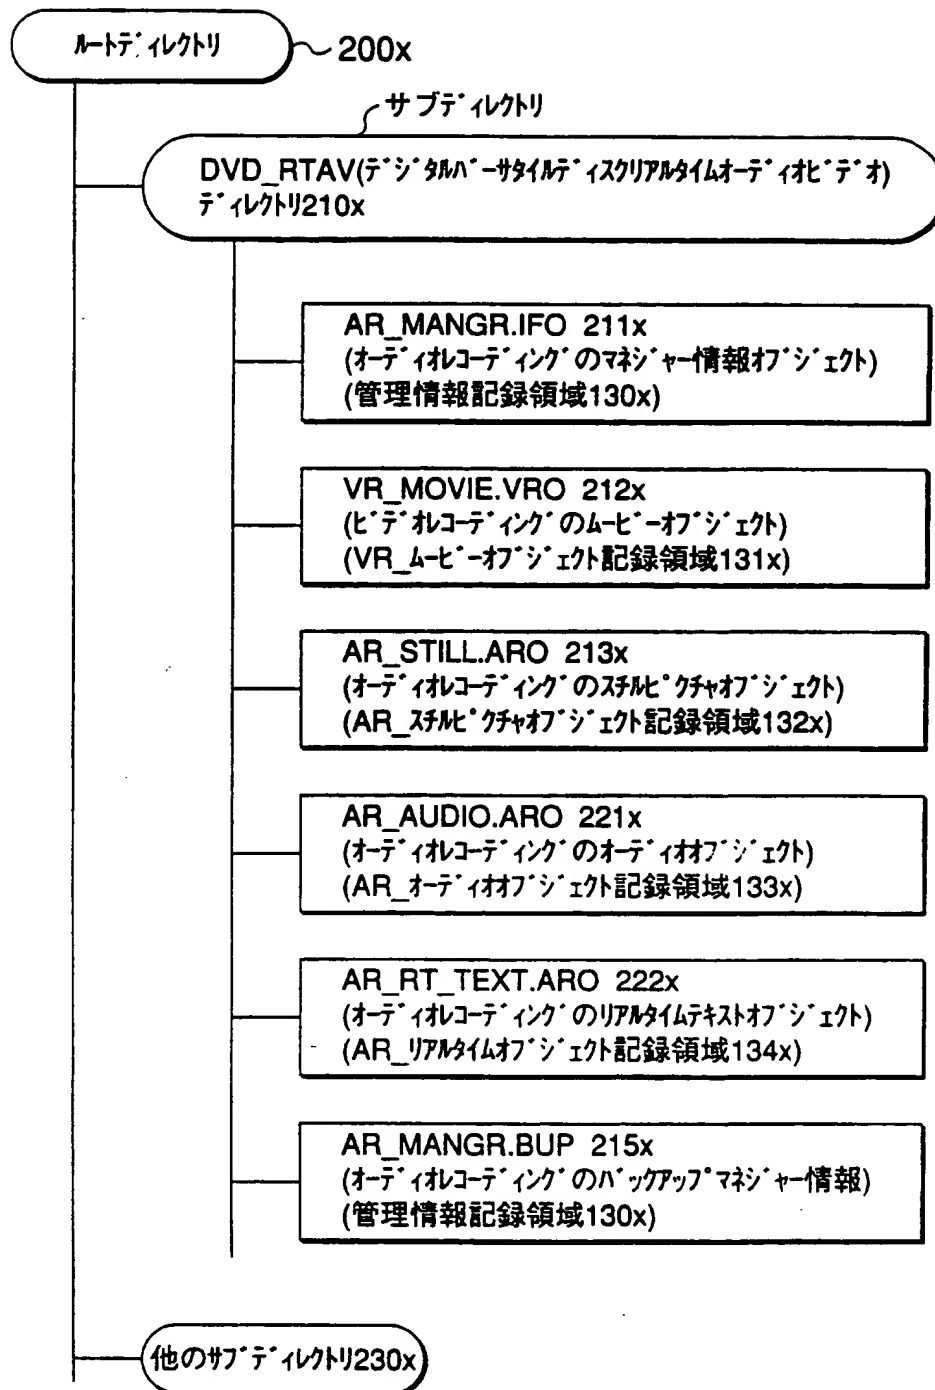 ルートディレクトリ
200x
サブディレクトリ
DVD_RTAV(デジタルバーサタイルディスクリアルタイムオーディオビデオ)
ディレクトリ210x
AR_MANGR.IFO 211x
(オーディオレコーディングのマネジャー情報オブジェクト)
(管理情報記録領域130x)
VR_MOVIE.VRO 212x
(ビデオレコーディングのムービーオブジェクト)
(VR_ムービーオブジェクト記録領域131x)
AR_STILL.ARO 213x
(オーディオレコーディングのスチルピクチャオブジェクト)
(AR_スチルピクチャオブジェクト記録領域132x)
AR_AUDIO.ARO 221x
(オーディオレコーディングのオーディオオブジェクト)
(AR_オーディオオブジェクト記録領域133x)
AR_RT_TEXT.ARO 222x
(オーディオレコーディングのリアルタイムテキストオブジェクト)
(AR_リアルタイムオブジェクト記録領域134x)
AR_MANGR.BUP 215x
(オーディオレコーディングのバックアップマネジャー情報)
(管理情報記録領域130x)
他のサブディレクトリ230x